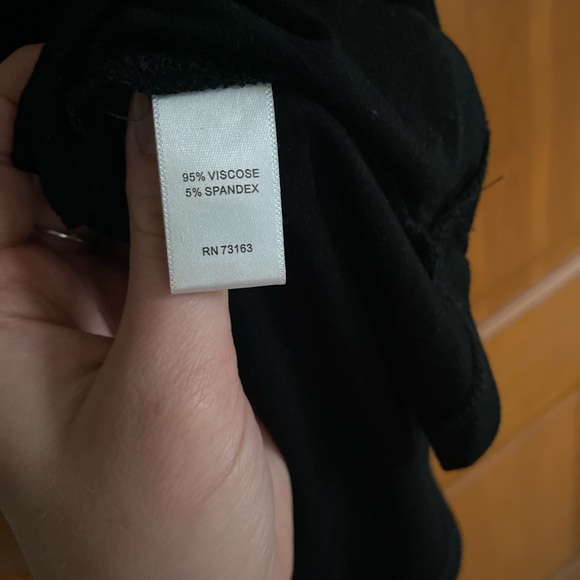 95% VISCOSE
5% SPANDEX
RN 73163